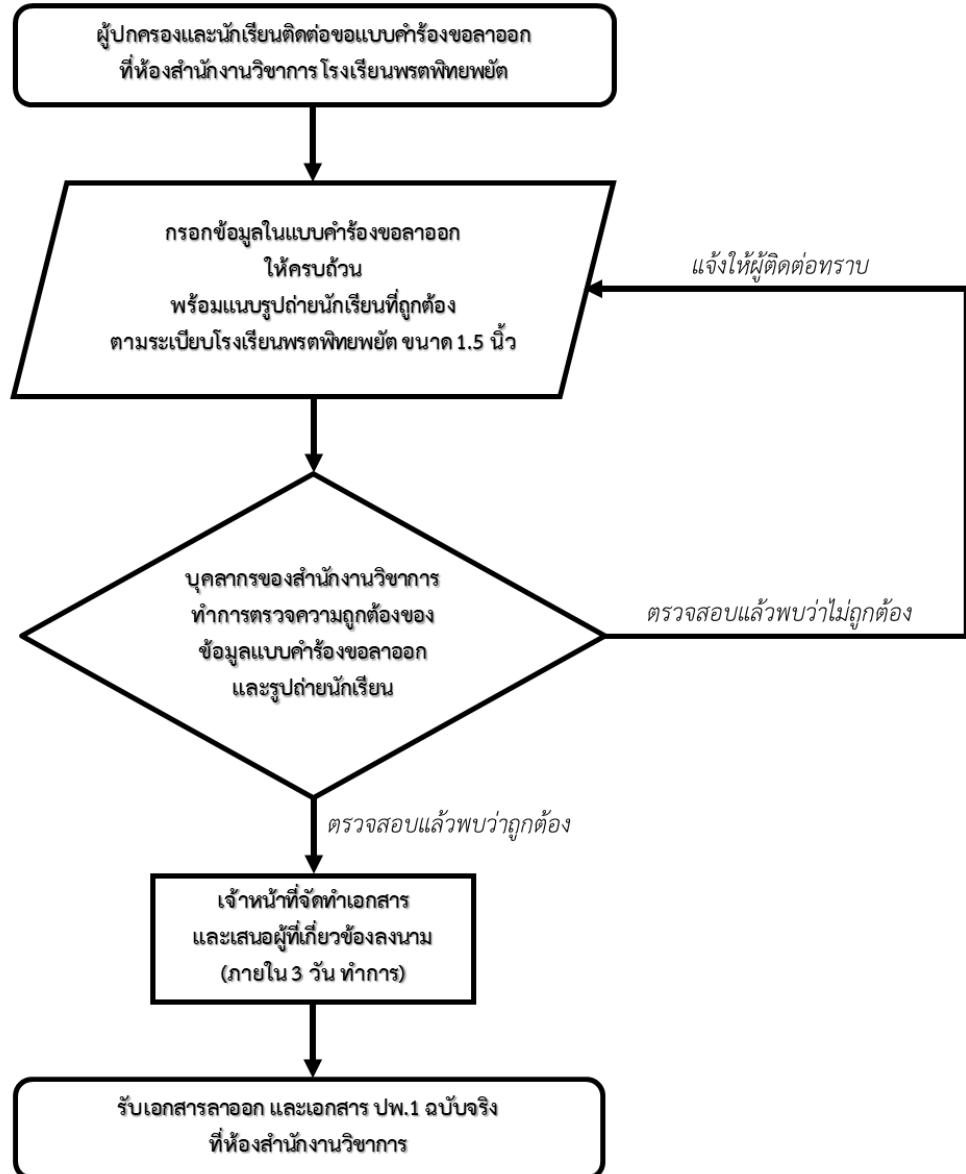 ผู้ปกครองและนักเรียนติดต่อขอแบบคำร้องขอลาออก
ที่ห้องสำนักงานวิชาการ โรงเรียนพรตพิทยพยัต
กรอกข้อมูลในแบบคำร้องขอลาออก
ให้ครบถ้วน
พร้อมแนบรูปถ่ายนักเรียนที่ถูกต้อง
ตามระเบียบโรงเรียนพรตพิทยพยัต ขนาด 1.5 นิ้ว
แจ้งให้ผู้ติดต่อทราบ
บุคลากรของสำนักงานวิชาการ
ทำการตรวจความถูกต้องของ
ข้อมูลแบบคำร้องขอลาออก
และรูปถ่ายนักเรียน
ตรวจสอบแล้วพบว่าไม่ถูกต้อง
ตรวจสอบแล้วพบว่าถูกต้อง
เจ้าหน้าที่จัดทำเอกสาร
และเสนอผู้ที่เกี่ยวข้องลงนาม
(ภายใน 3 วัน ทำการ)
รับเอกสารลาออก และเอกสาร ปพ.1 ฉบับจริง
ที่ห้องสำนักงานวิชาการ